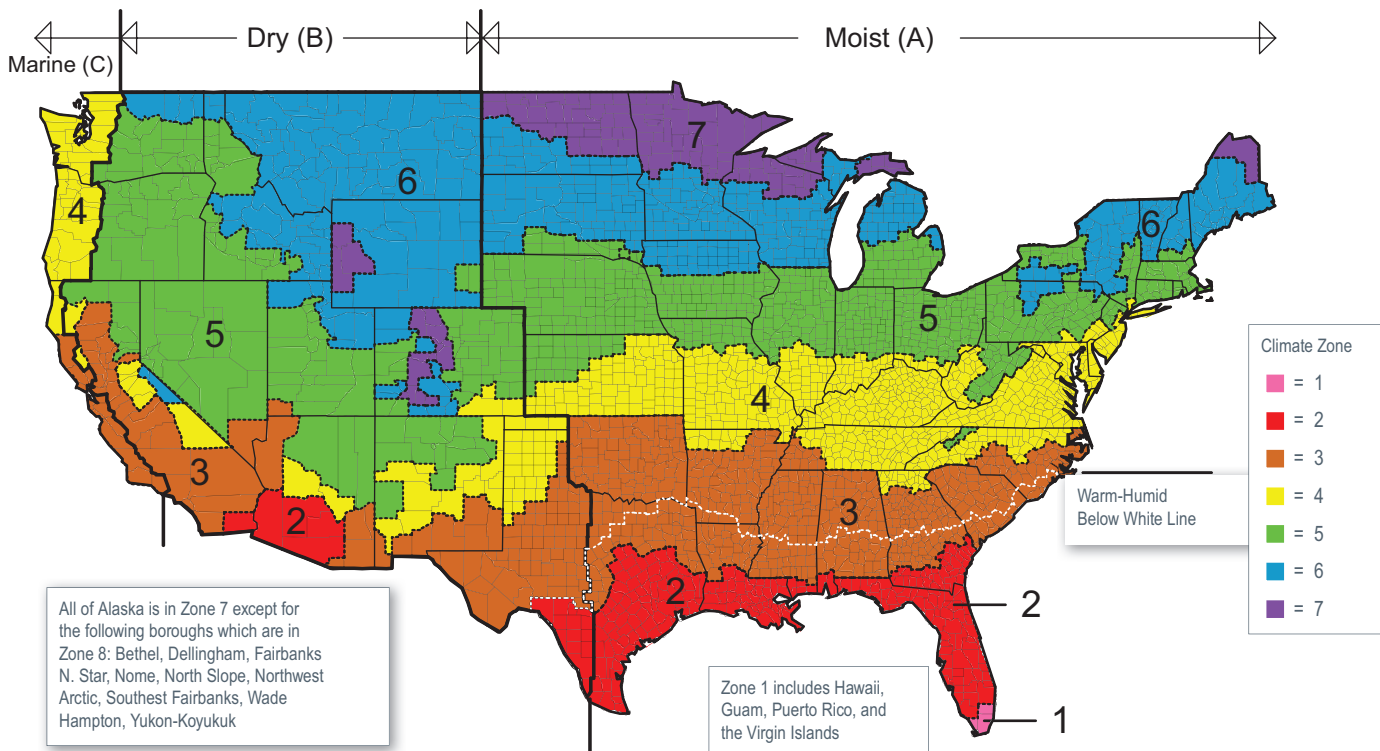 Marine (C)
Dry (B)
Moist (A)
7
6
4
6
5
5
4
3
3
2
2
2
1
Climate Zone
= 1
= 2
= 3
= 4
= 5
= 6
= 7
Warm-Humid
Below White Line
All of Alaska is in Zone 7 except for
the following boroughs which are in
Zone 8: Bethel, Dellingham, Fairbanks
N. Star, Nome, North Slope, Northwest
Arctic, Southest Fairbanks, Wade
Hampton, Yukon-Koyukuk
Zone 1 includes Hawaii,
Guam, Puerto Rico, and
the Virgin Islands